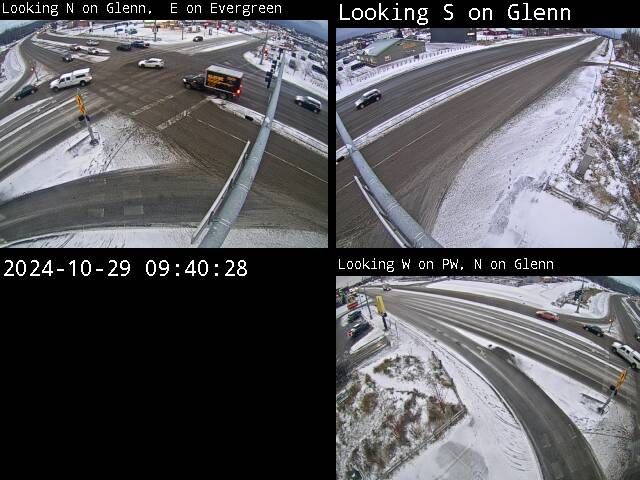 Looking N on Glenn,  E on Evergreen
Looking S on Glenn
2024-10-29 09:40:28
Looking W on PW, N on Glenn